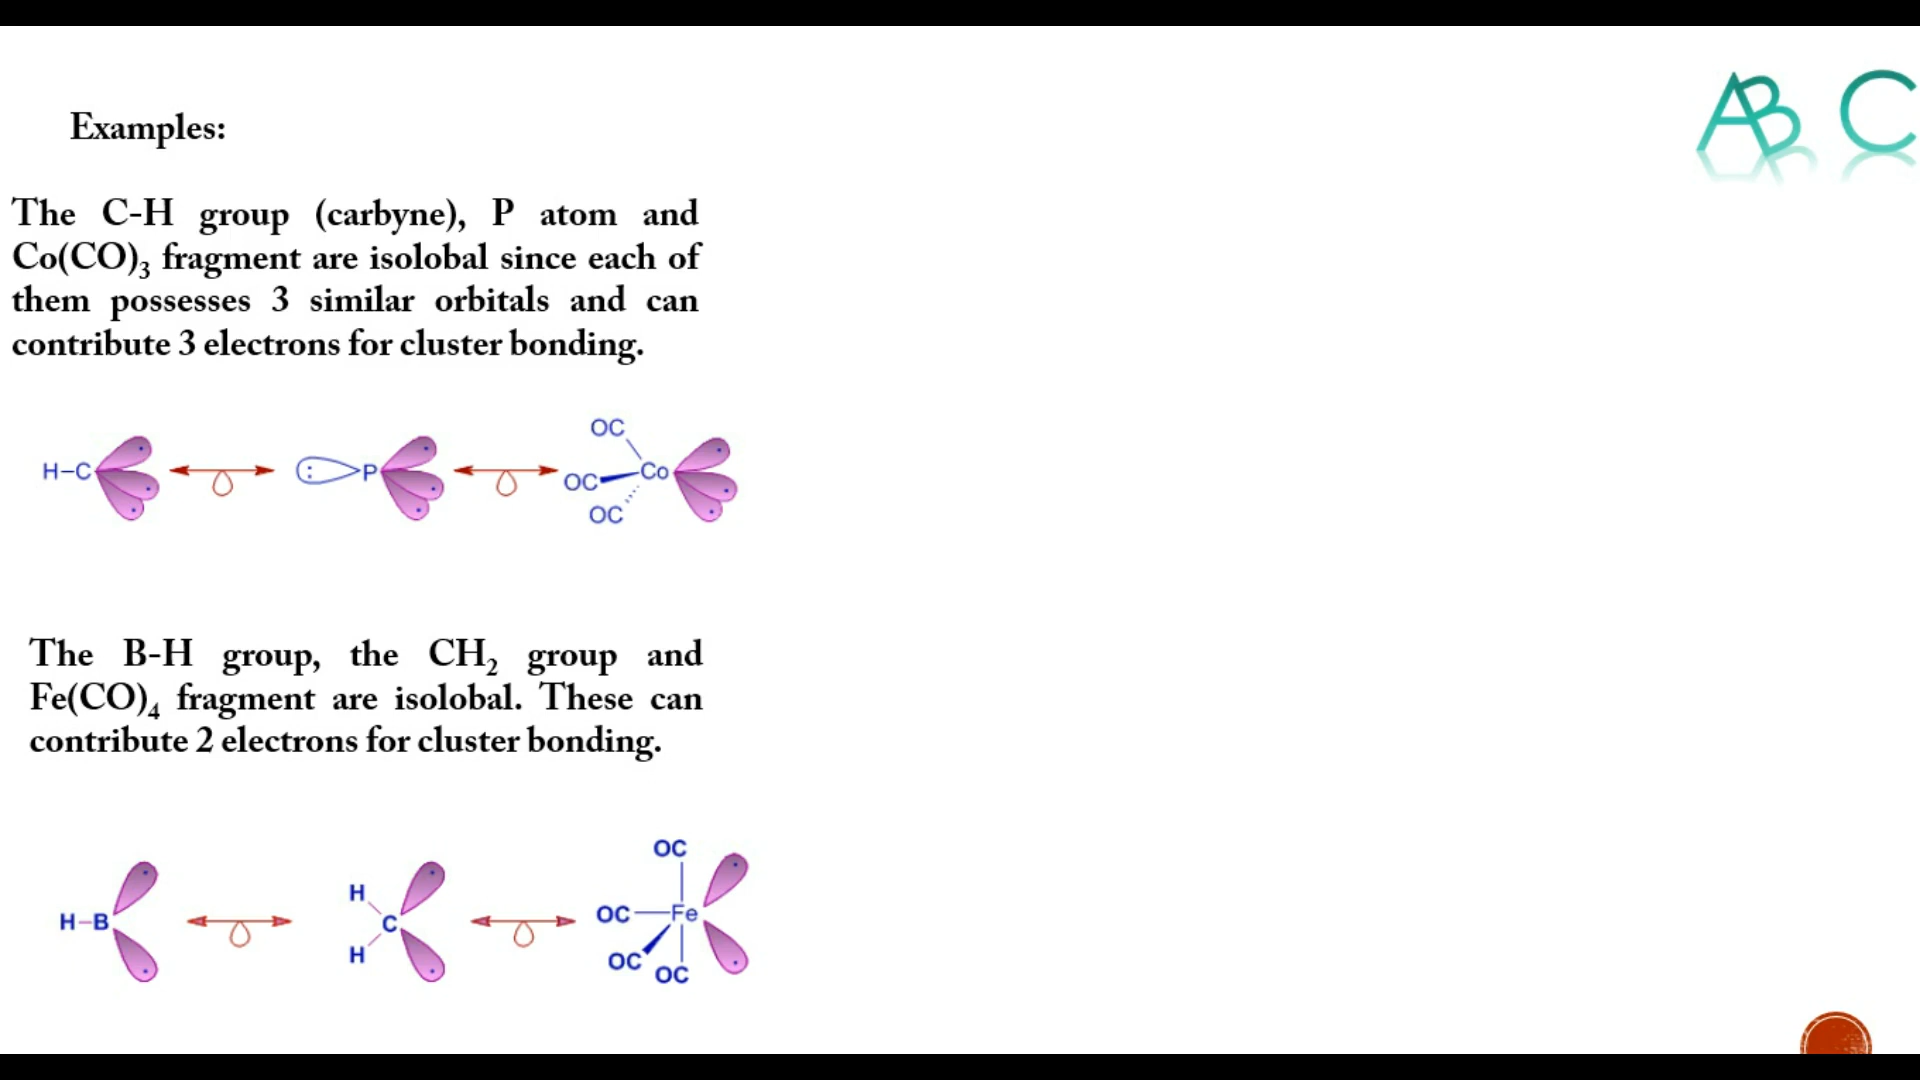 AB C
Examples:
The C-H group (carbyne), P atom and
Co(CO)₃ fragment are isolobal since each of
them possesses 3 similar orbitals and can
contribute 3 electrons for cluster bonding.
H-C
:
P
OC
OC
OC
Co
The B-H group, the CH₂ group and
Fe(CO)₄ fragment are isolobal. These can
contribute 2 electrons for cluster bonding.
H-B
H
C
H
OC
OC
Fe
OC
OC